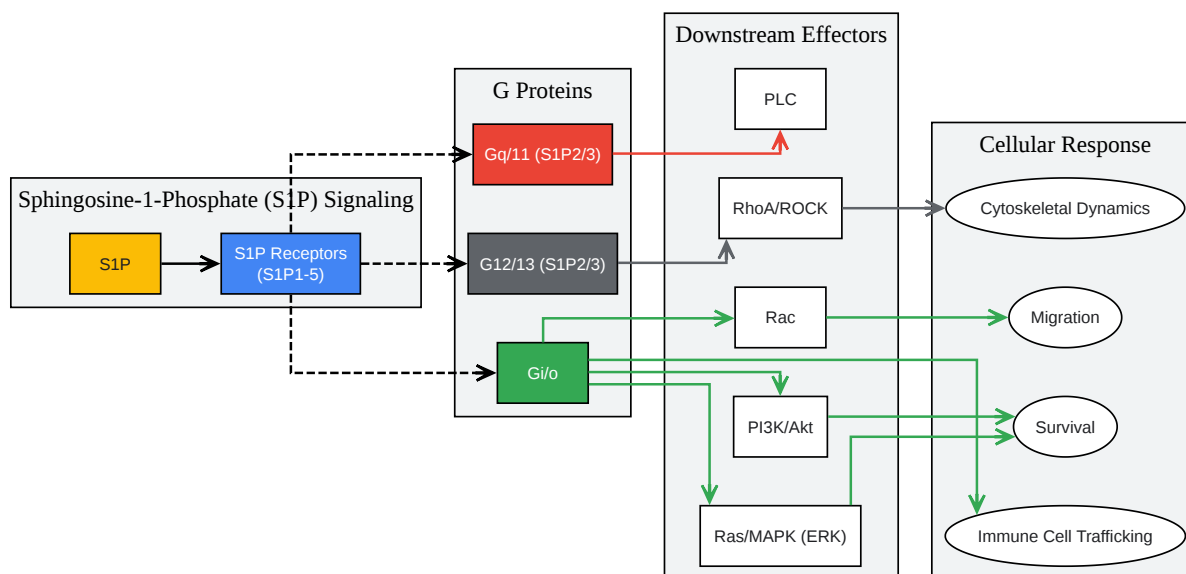 Sphingosine-1-Phosphate (S1P) Signaling
S1P
S1P Receptors
(S1P1-5)
G Proteins
Gq/11 (S1P2/3)
G12/13 (S1P2/3)
Gi/o
Downstream Effectors
PLC
RhoA/ROCK
Rac
PI3K/Akt
Ras/MAPK (ERK)
Cellular Response
Cytoskeletal Dynamics
Migration
Survival
Immune Cell Trafficking